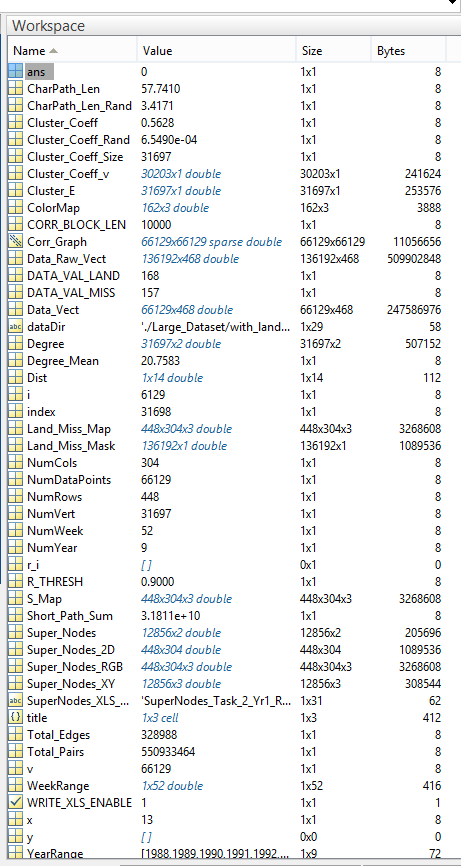 Workspace
Name Value Size Bytes
ans 0 1x1 8
CharPath_Len 57.7410 1x1 8
CharPath_Len_Rand 3.4171 1x1 8
Cluster_Coeff 0.5628 1x1 8
Cluster_Coeff_Rand 6.5490e-04 1x1 8
Cluster_Coeff_Size 31697 1x1 8
Cluster_Coeff_v 30203x1 double 30203x1 241624
Cluster_E 31697x1 double 31697x1 253576
ColorMap 162x3 double 162x3 3888
CORR_BLOCK_LEN 10000 1x1 8
Corr_Graph 66129x66129 sparse double 66129x66129 11056656
Data_Raw_Vect 136192x468 double 136192x468 509902848
DATA_VAL_LAND 168 1x1 8
DATA_VAL_MISS 157 1x1 8
Data_Vect 66129x468 double 66129x468 247586976
abc dataDir './Large_Dataset/with_land... 1x29 58
Degree 31697x2 double 31697x2 507152
Degree_Mean 20.7583 1x1 8
Dist 1x14 double 1x14 112
i 6129 1x1 8
index 31698 1x1 8
Land_Miss_Map 448x304x3 double 448x304x3 3268608
Land_Miss_Mask 136192x1 double 136192x1 1089536
NumCols 304 1x1 8
NumDataPoints 66129 1x1 8
NumRows 448 1x1 8
NumVert 31697 1x1 8
NumWeek 52 1x1 8
NumYear 9 1x1 8
r_i [ ] 0x1 0
R_THRESH 0.9000 1x1 8
S_Map 448x304x3 double 448x304x3 3268608
Short_Path_Sum 3.1811e+10 1x1 8
Super_Nodes 12856x2 double 12856x2 205696
Super_Nodes_2D 448x304 double 448x304 1089536
Super_Nodes_RGB 448x304x3 double 448x304x3 3268608
Super_Nodes_XY 12856x3 double 12856x3 308544
abc SuperNodes_XLS_... 'SuperNodes_Task_2_Yr1_R... 1x31 62
{} title 1x3 cell 1x3 412
Total_Edges 328988 1x1 8
Total_Pairs 550933464 1x1 8
v 66129 1x1 8
WeekRange 1x52 double 1x52 416
WRITE_XLS_ENABLE 1 1x1 1
x 13 1x1 8
y [ ] 0x0 0
YearRange [1988,1989,1990,1991,1992,... 1x9 72